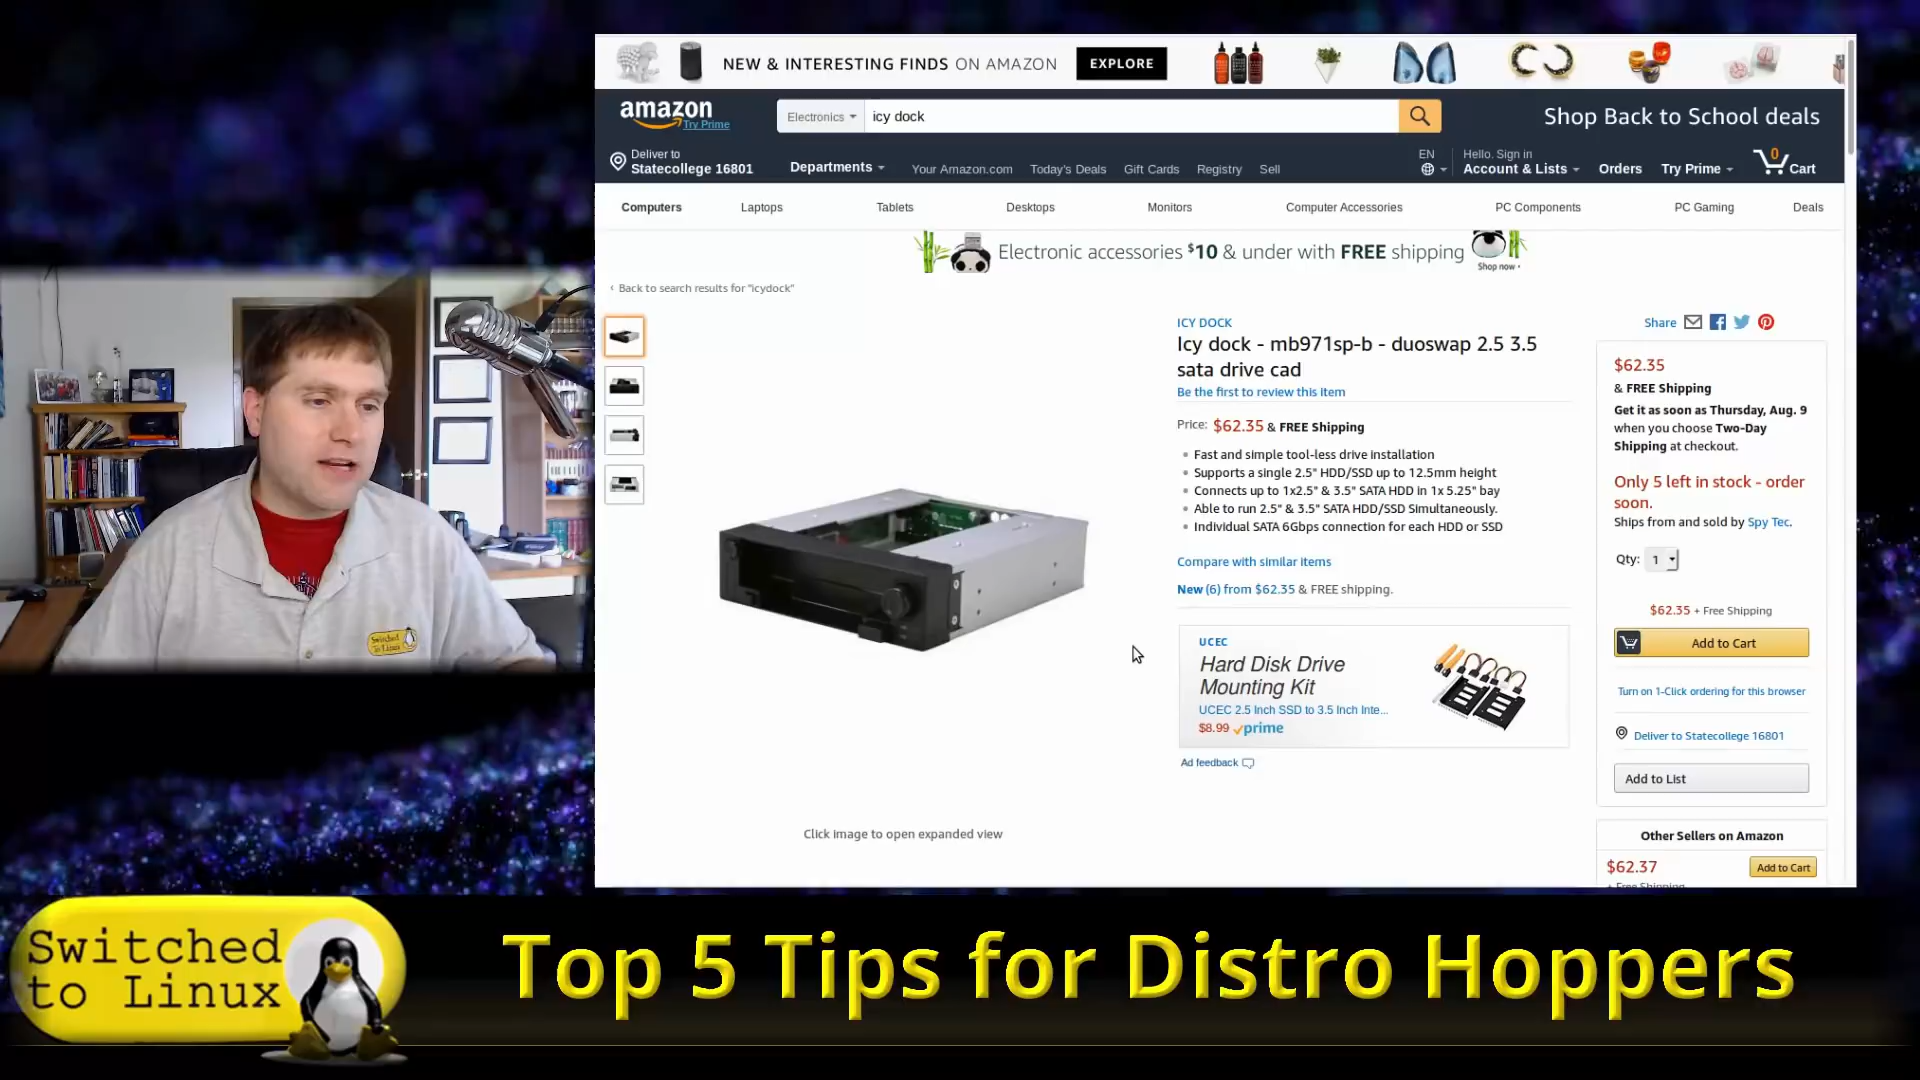 NEW & INTERESTING FINDS ON AMAZON EXPLORE
amazon
Try Prime
Electronics
icy dock
Shop Back to School deals
Deliver to
Statecollege 16801
Departments
Your Amazon.com
Today's Deals
Gift Cards
Registry
Sell
EN
Hello. Sign in
Account & Lists
Orders
Try Prime
0
Cart
Computers
Laptops
Tablets
Desktops
Monitors
Computer Accessories
PC Components
PC Gaming
Deals
Electronic accessories $10 & under with FREE shipping
Shop now ›
‹ Back to search results for "icydock"
ICY DOCK
Icy dock - mb971sp-b - duoswap 2.5 3.5
sata drive cad
Be the first to review this item
Price: $62.35 & FREE Shipping
Fast and simple tool-less drive installation
Supports a single 2.5" HDD/SSD up to 12.5mm height
Connects up to 1x2.5" & 3.5" SATA HDD in 1x 5.25" bay
Able to run 2.5" & 3.5" SATA HDD/SSD Simultaneously.
Individual SATA 6Gbps connection for each HDD or SSD
Compare with similar items
New (6) from $62.35 & FREE shipping.
UCEC
Hard Disk Drive
Mounting Kit
UCEC 2.5 Inch SSD to 3.5 Inch Inte...
$8.99 prime
Ad feedback
Click image to open expanded view
Share
$62.35
& FREE Shipping
Get it as soon as Thursday, Aug. 9
when you choose Two-Day
Shipping at checkout.
Only 5 left in stock - order
soon.
Ships from and sold by Spy Tec.
Qty: 1
$62.35 + Free Shipping
Add to Cart
Turn on 1-Click ordering for this browser
Deliver to Statecollege 16801
Add to List
Other Sellers on Amazon
$62.37
Add to Cart
+ Free Shipping
Switched
To Linux
Switched
to Linux
Top 5 Tips for Distro Hoppers